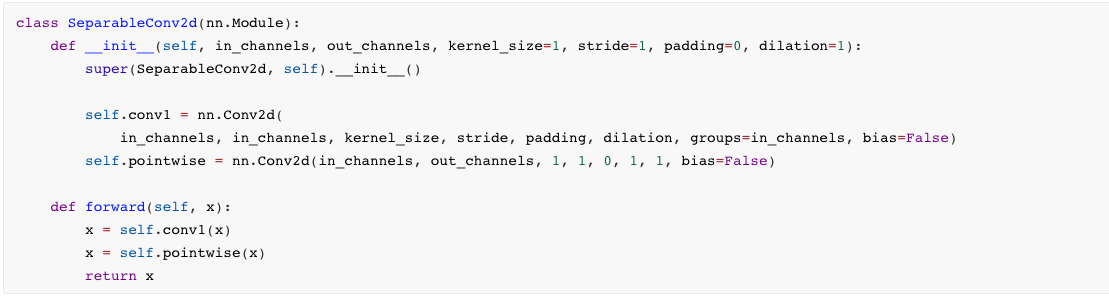 class SeparableConv2d(nn.Module):
    def __init__(self, in_channels, out_channels, kernel_size=1, stride=1, padding=0, dilation=1):
        super(SeparableConv2d, self).__init__()
        self.conv1 = nn.Conv2d(
            in_channels, in_channels, kernel_size, stride, padding, dilation, groups=in_channels, bias=False)
        self.pointwise = nn.Conv2d(in_channels, out_channels, 1, 1, 0, 1, 1, bias=False)
    def forward(self, x):
        x = self.conv1(x)
        x = self.pointwise(x)
        return x